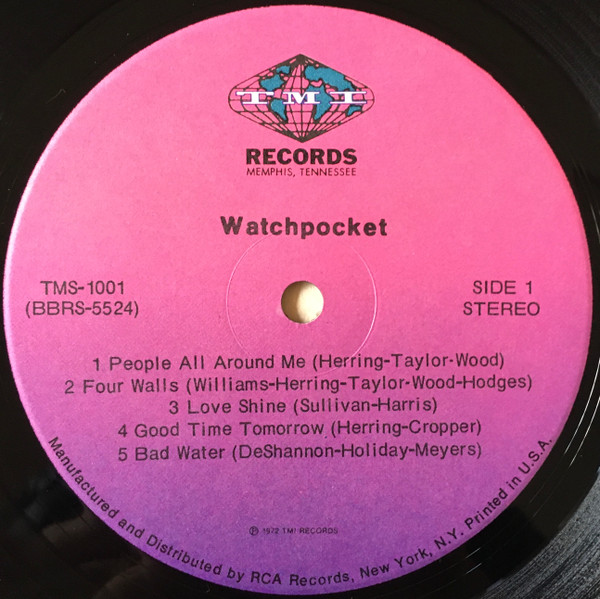 TMI
RECORDS
MEMPHIS, TENNESSEE
Watchpocket
TMS-1001
(BBRS-5524)
SIDE 1
STEREO
1 People All Around Me (Herring-Taylor-Wood)
2 Four Walls (Williams-Herring-Taylor-Wood-Hodges)
3 Love Shine (Sullivan-Harris)
4 Good Time Tomorrow (Herring-Cropper)
5 Bad Water (DeShannon-Holiday-Meyers)
℗ 1972 TMI RECORDS
Manufactured and Distributed by RCA Records, New York, N.Y. Printed in U.S.A.